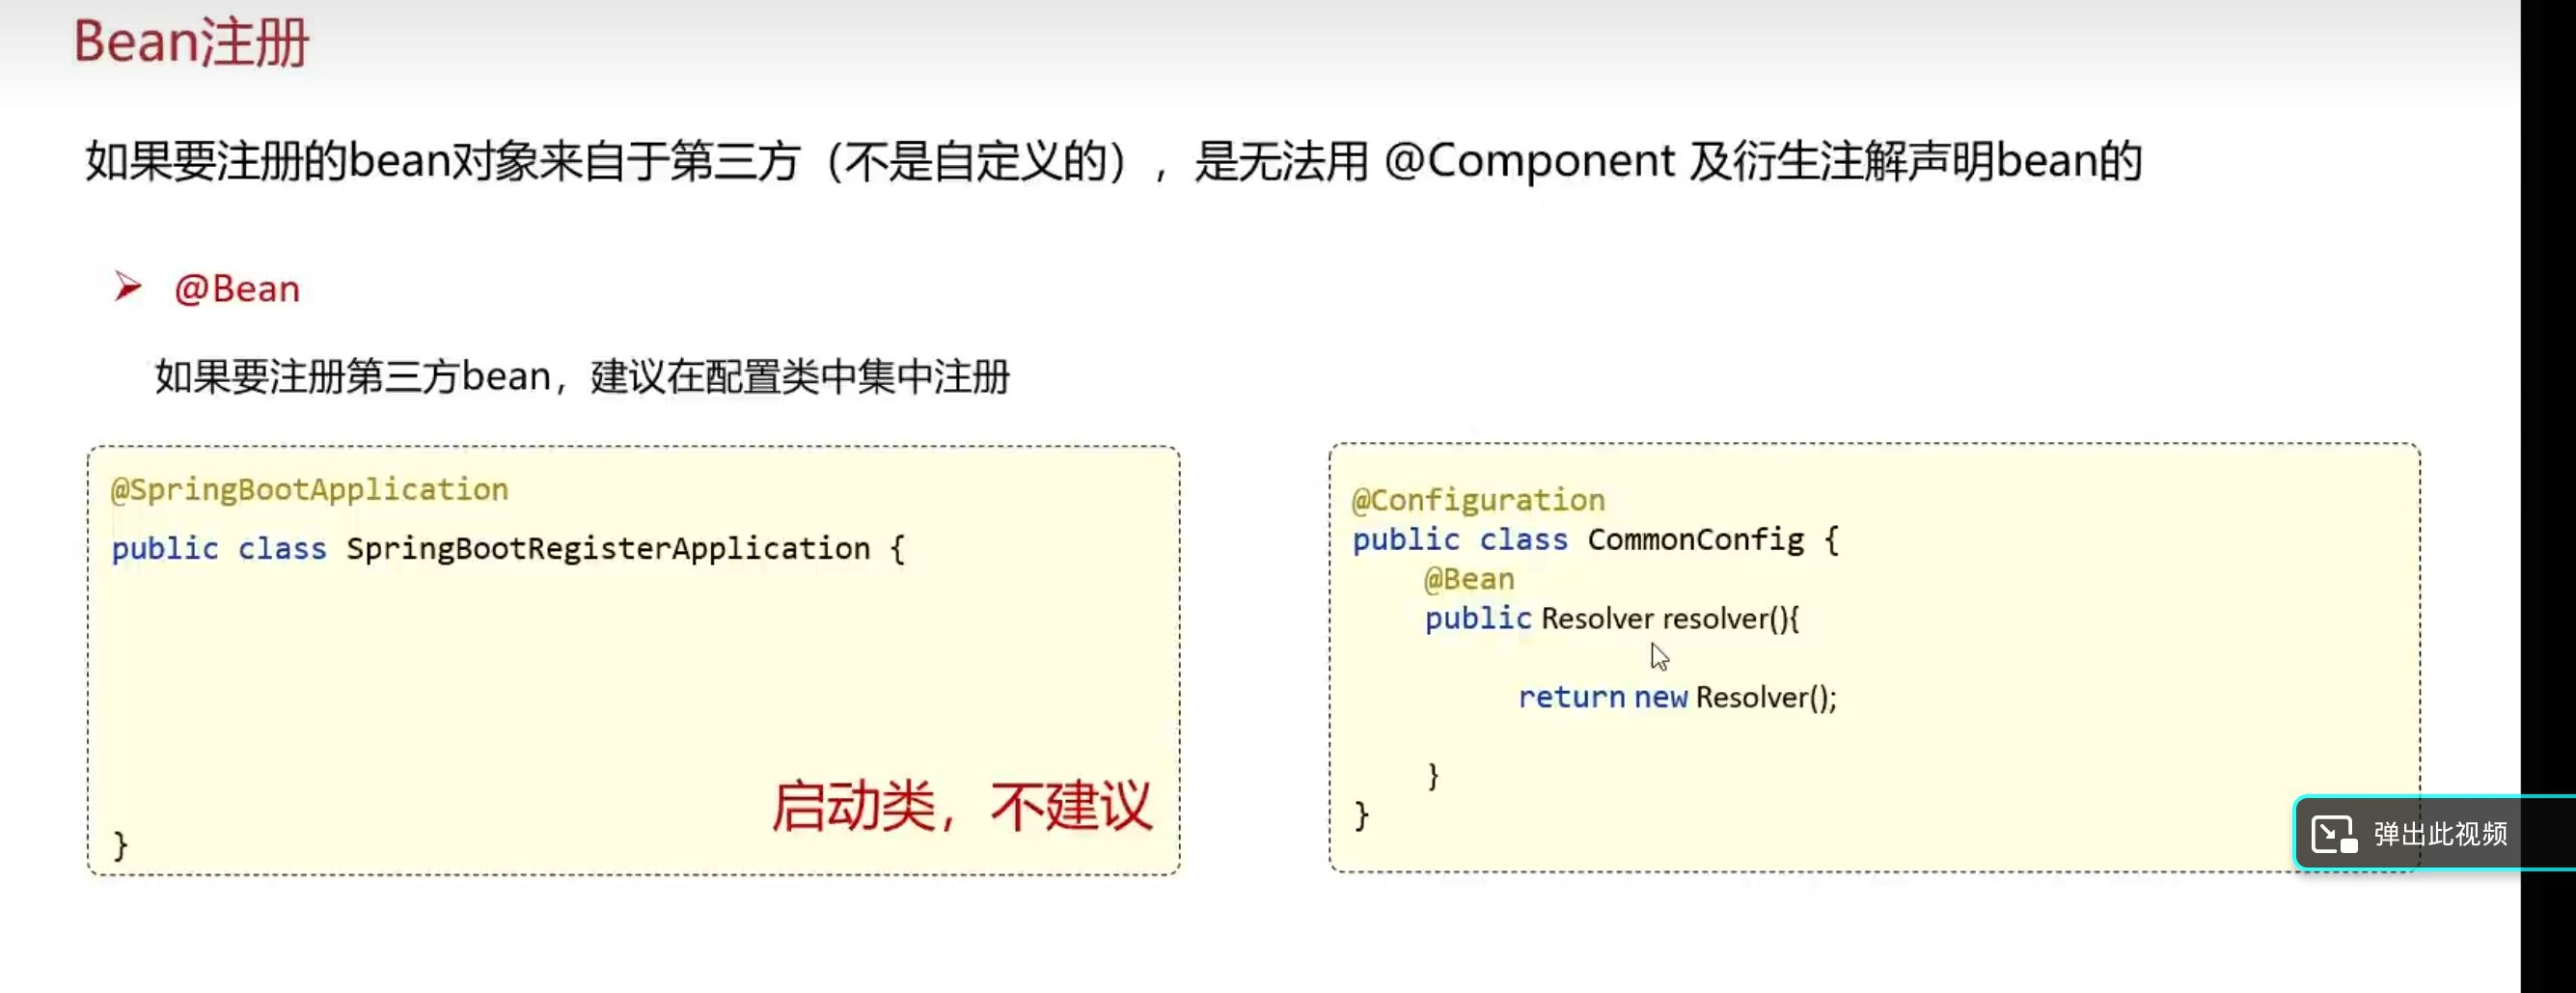 Bean注册
如果要注册的bean对象来自于第三方（不是自定义的），是无法用 @Component 及衍生注解声明bean的
➢ @Bean
如果要注册第三方bean，建议在配置类中集中注册
@SpringBootApplication
public class SpringBootRegisterApplication {
启动类，不建议
}
@Configuration
public class CommonConfig {
@Bean
public Resolver resolver(){
return new Resolver();
}
}
弹出此视频